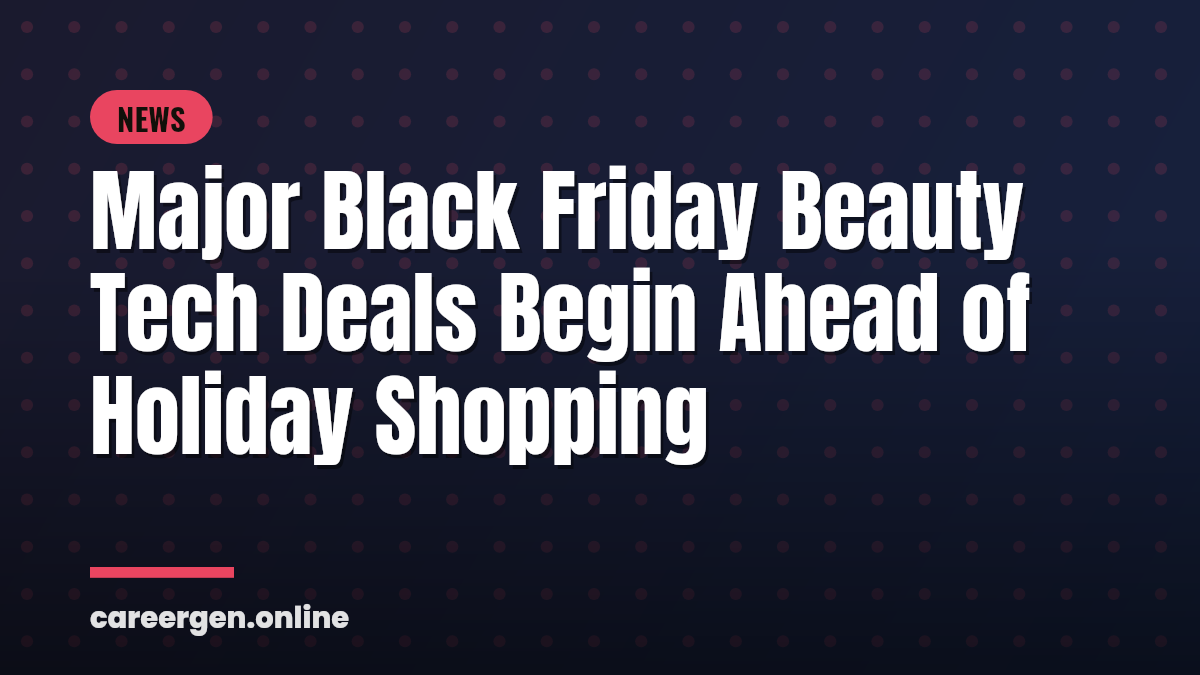 NEWS
Major Black Friday Beauty
Tech Deals Begin Ahead of
Holiday Shopping
careergen.online